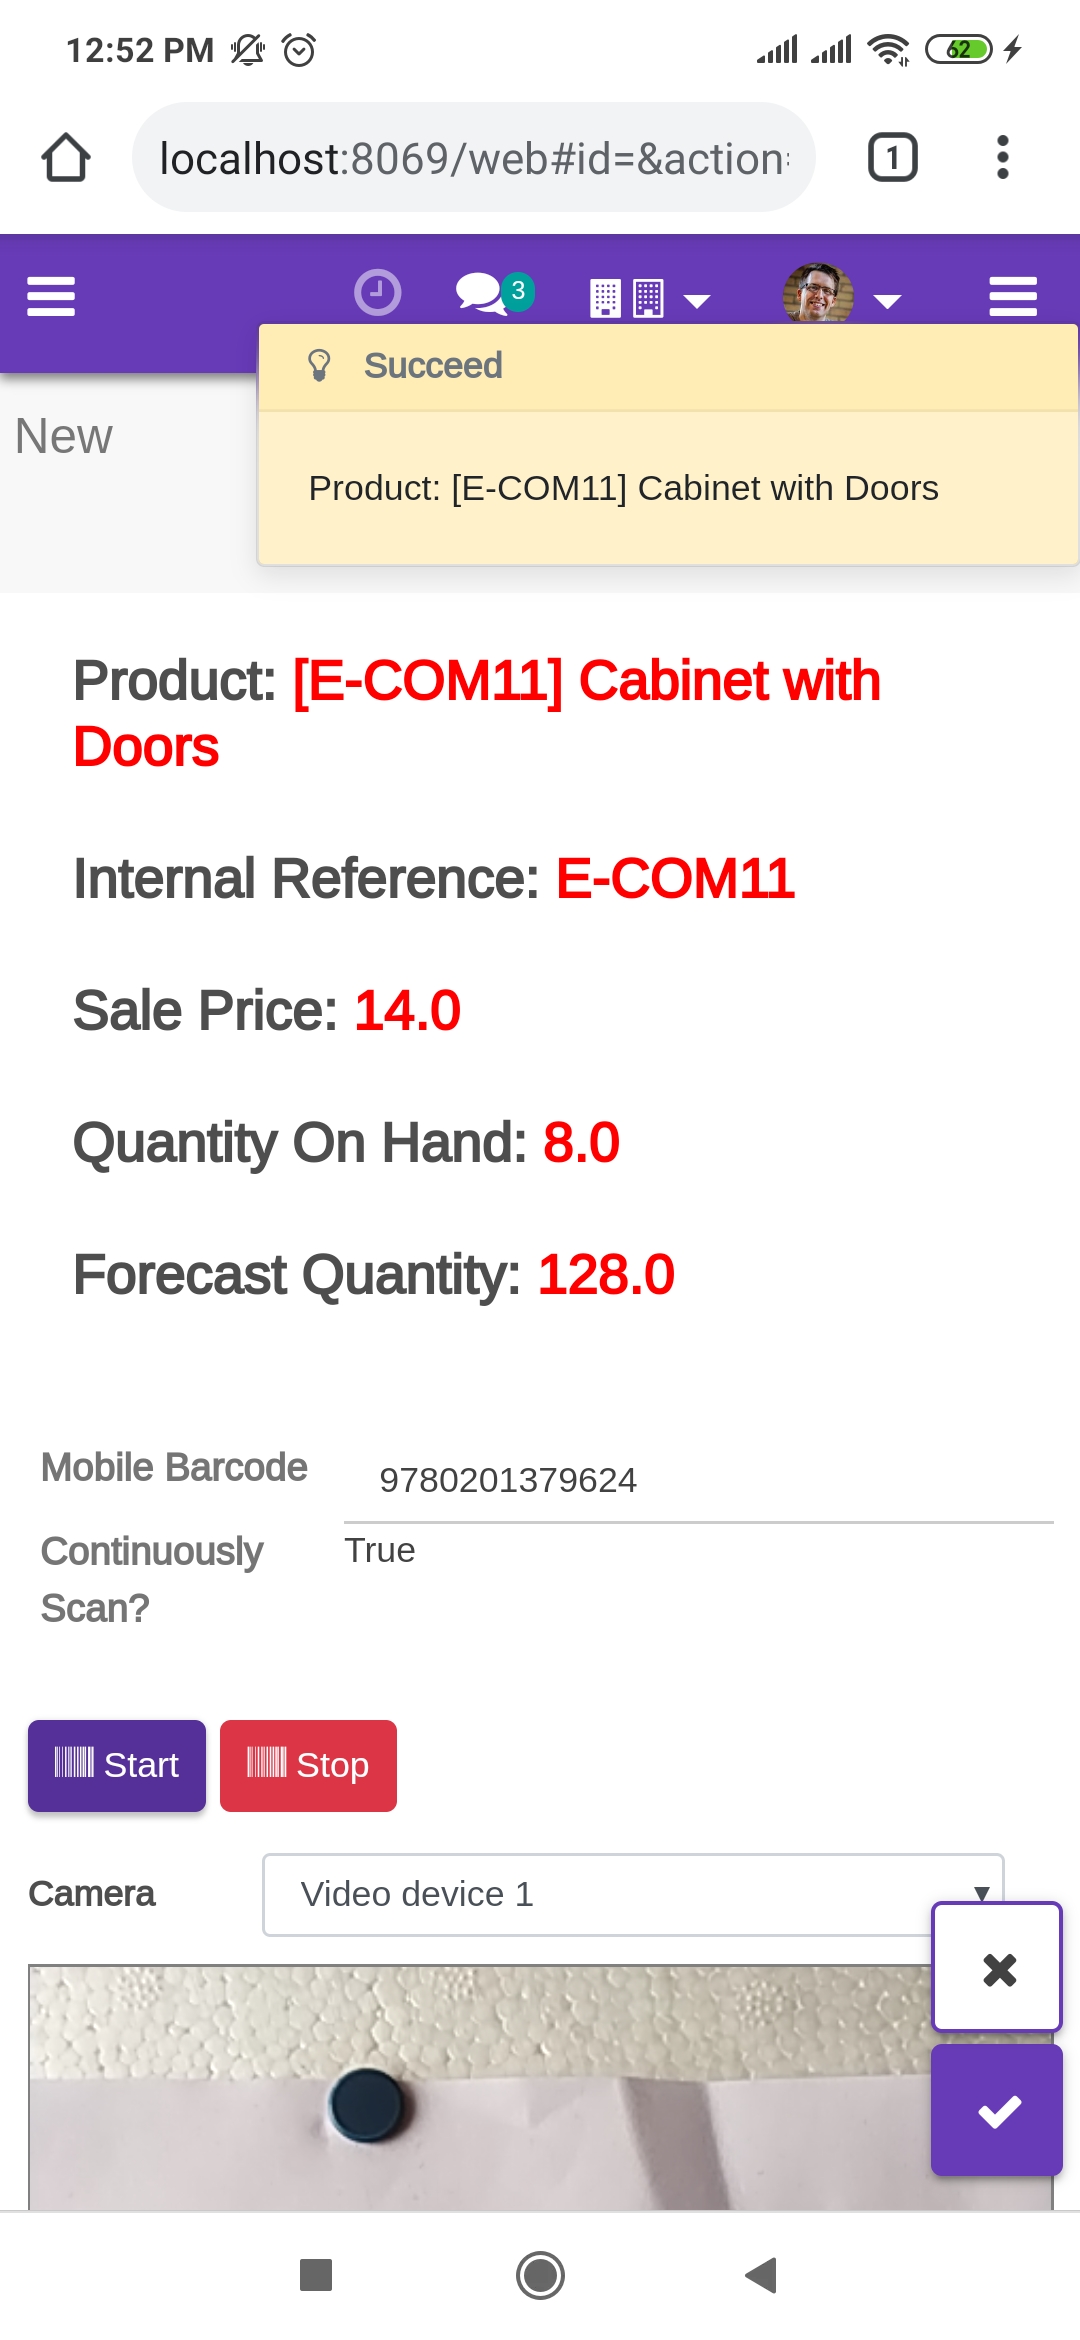 12:52 PM
62
localhost:8069/web#id=&action
1
3
Succeed
New
Product: [E-COM11] Cabinet with Doors
Product: [E-COM11] Cabinet with
Doors
Internal Reference: E-COM11
Sale Price: 14.0
Quantity On Hand: 8.0
Forecast Quantity: 128.0
Mobile Barcode 9780201379624
Continuously True
Scan?
Start Stop
Camera Video device 1